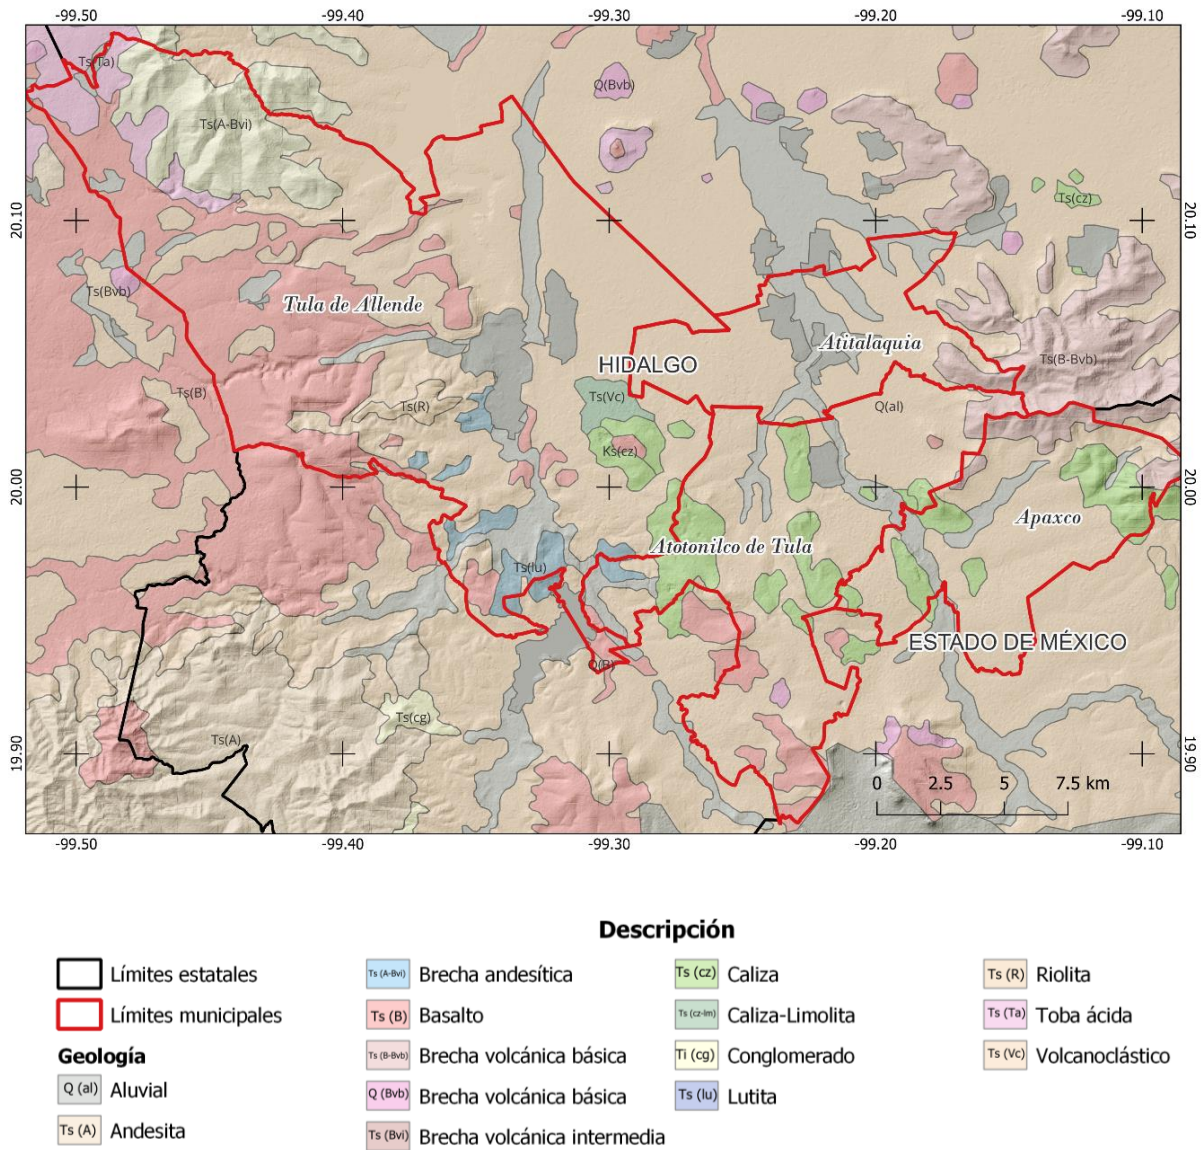 -99.50 -99.40 -99.30 -99.20 -99.10
Ts(Ta)
Q(Bvb)
Ts(A-Bvi)
Ts(cz)
20.10 20.10
Ts(Bvb)
Tula de Allende
Atitalaquia
HIDALGO
Ts(B-Bvb)
Ts(B)
Ts(Vc)
Ts(R)
Q(al)
Ks(cz)
20.00 20.00
Apaxco
Atotonilco de Tula
Ts(lu)
ESTADO DE MÉXICO
Q(B)
Ts(cg)
Ts(A)
19.90 19.90
0 2.5 5 7.5 km
-99.50 -99.40 -99.30 -99.20 -99.10
Descripción
Límites estatales
Límites municipales
Geología
Q (al) Aluvial
Ts (A) Andesita
Ts (A-Bvi) Brecha andesítica
Ts (B) Basalto
Ts (B-Bvb) Brecha volcánica básica
Q (Bvb) Brecha volcánica básica
Ts (Bvi) Brecha volcánica intermedia
Ts (cz) Caliza
Ts (cz-lm) Caliza-Limolita
Ti (cg) Conglomerado
Ts (lu) Lutita
Ts (R) Riolita
Ts (Ta) Toba ácida
Ts (Vc) Volcanoclástico